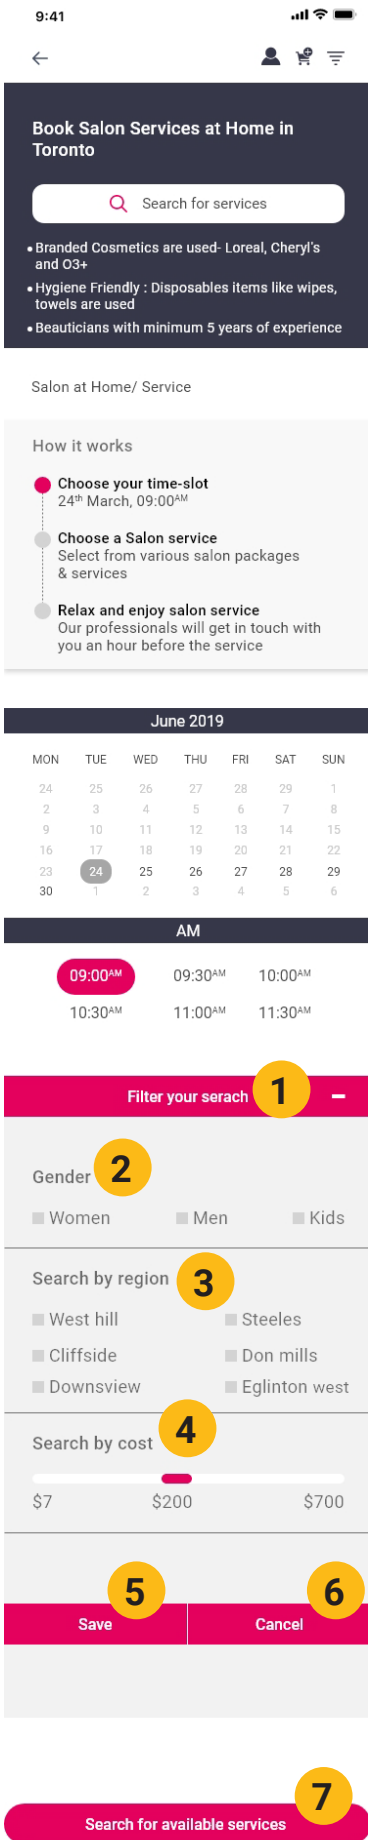 9:41
Book Salon Services at Home in
Toronto
Search for services
• Branded Cosmetics are used- Loreal, Cheryl's
and O3+
• Hygiene Friendly : Disposables items like wipes,
towels are used
• Beauticians with minimum 5 years of experience
Salon at Home/ Service
How it works
Choose your time-slot
24th March, 09:00AM
Choose a Salon service
Select from various salon packages
& services
Relax and enjoy salon service
Our professionals will get in touch with
you an hour before the service
June 2019
MON TUE WED THU FRI SAT SUN
24 25 26 27 28 29 1
2 3 4 5 6 7 8
9 10 11 12 13 14 15
16 17 18 19 20 21 22
23 24 25 26 27 28 29
30 1 2 3 4 5 6
AM
09:00AM 09:30AM 10:00AM
10:30AM 11:00AM 11:30AM
Filter your serach 1
Gender 2
Women Men Kids
Search by region 3
West hill Steeles
Cliffside Don mills
Downsview Eglinton west
Search by cost 4
$7 $200 $700
5 6
Save Cancel
7
Search for available services